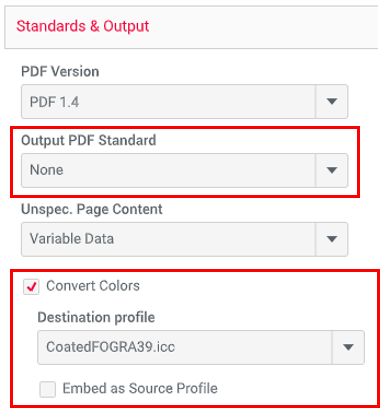 Standards & Output
PDF Version
PDF 1.4
Output PDF Standard
None
Unspec. Page Content
Variable Data
Convert Colors
Destination profile
CoatedFOGRA39.icc
Embed as Source Profile